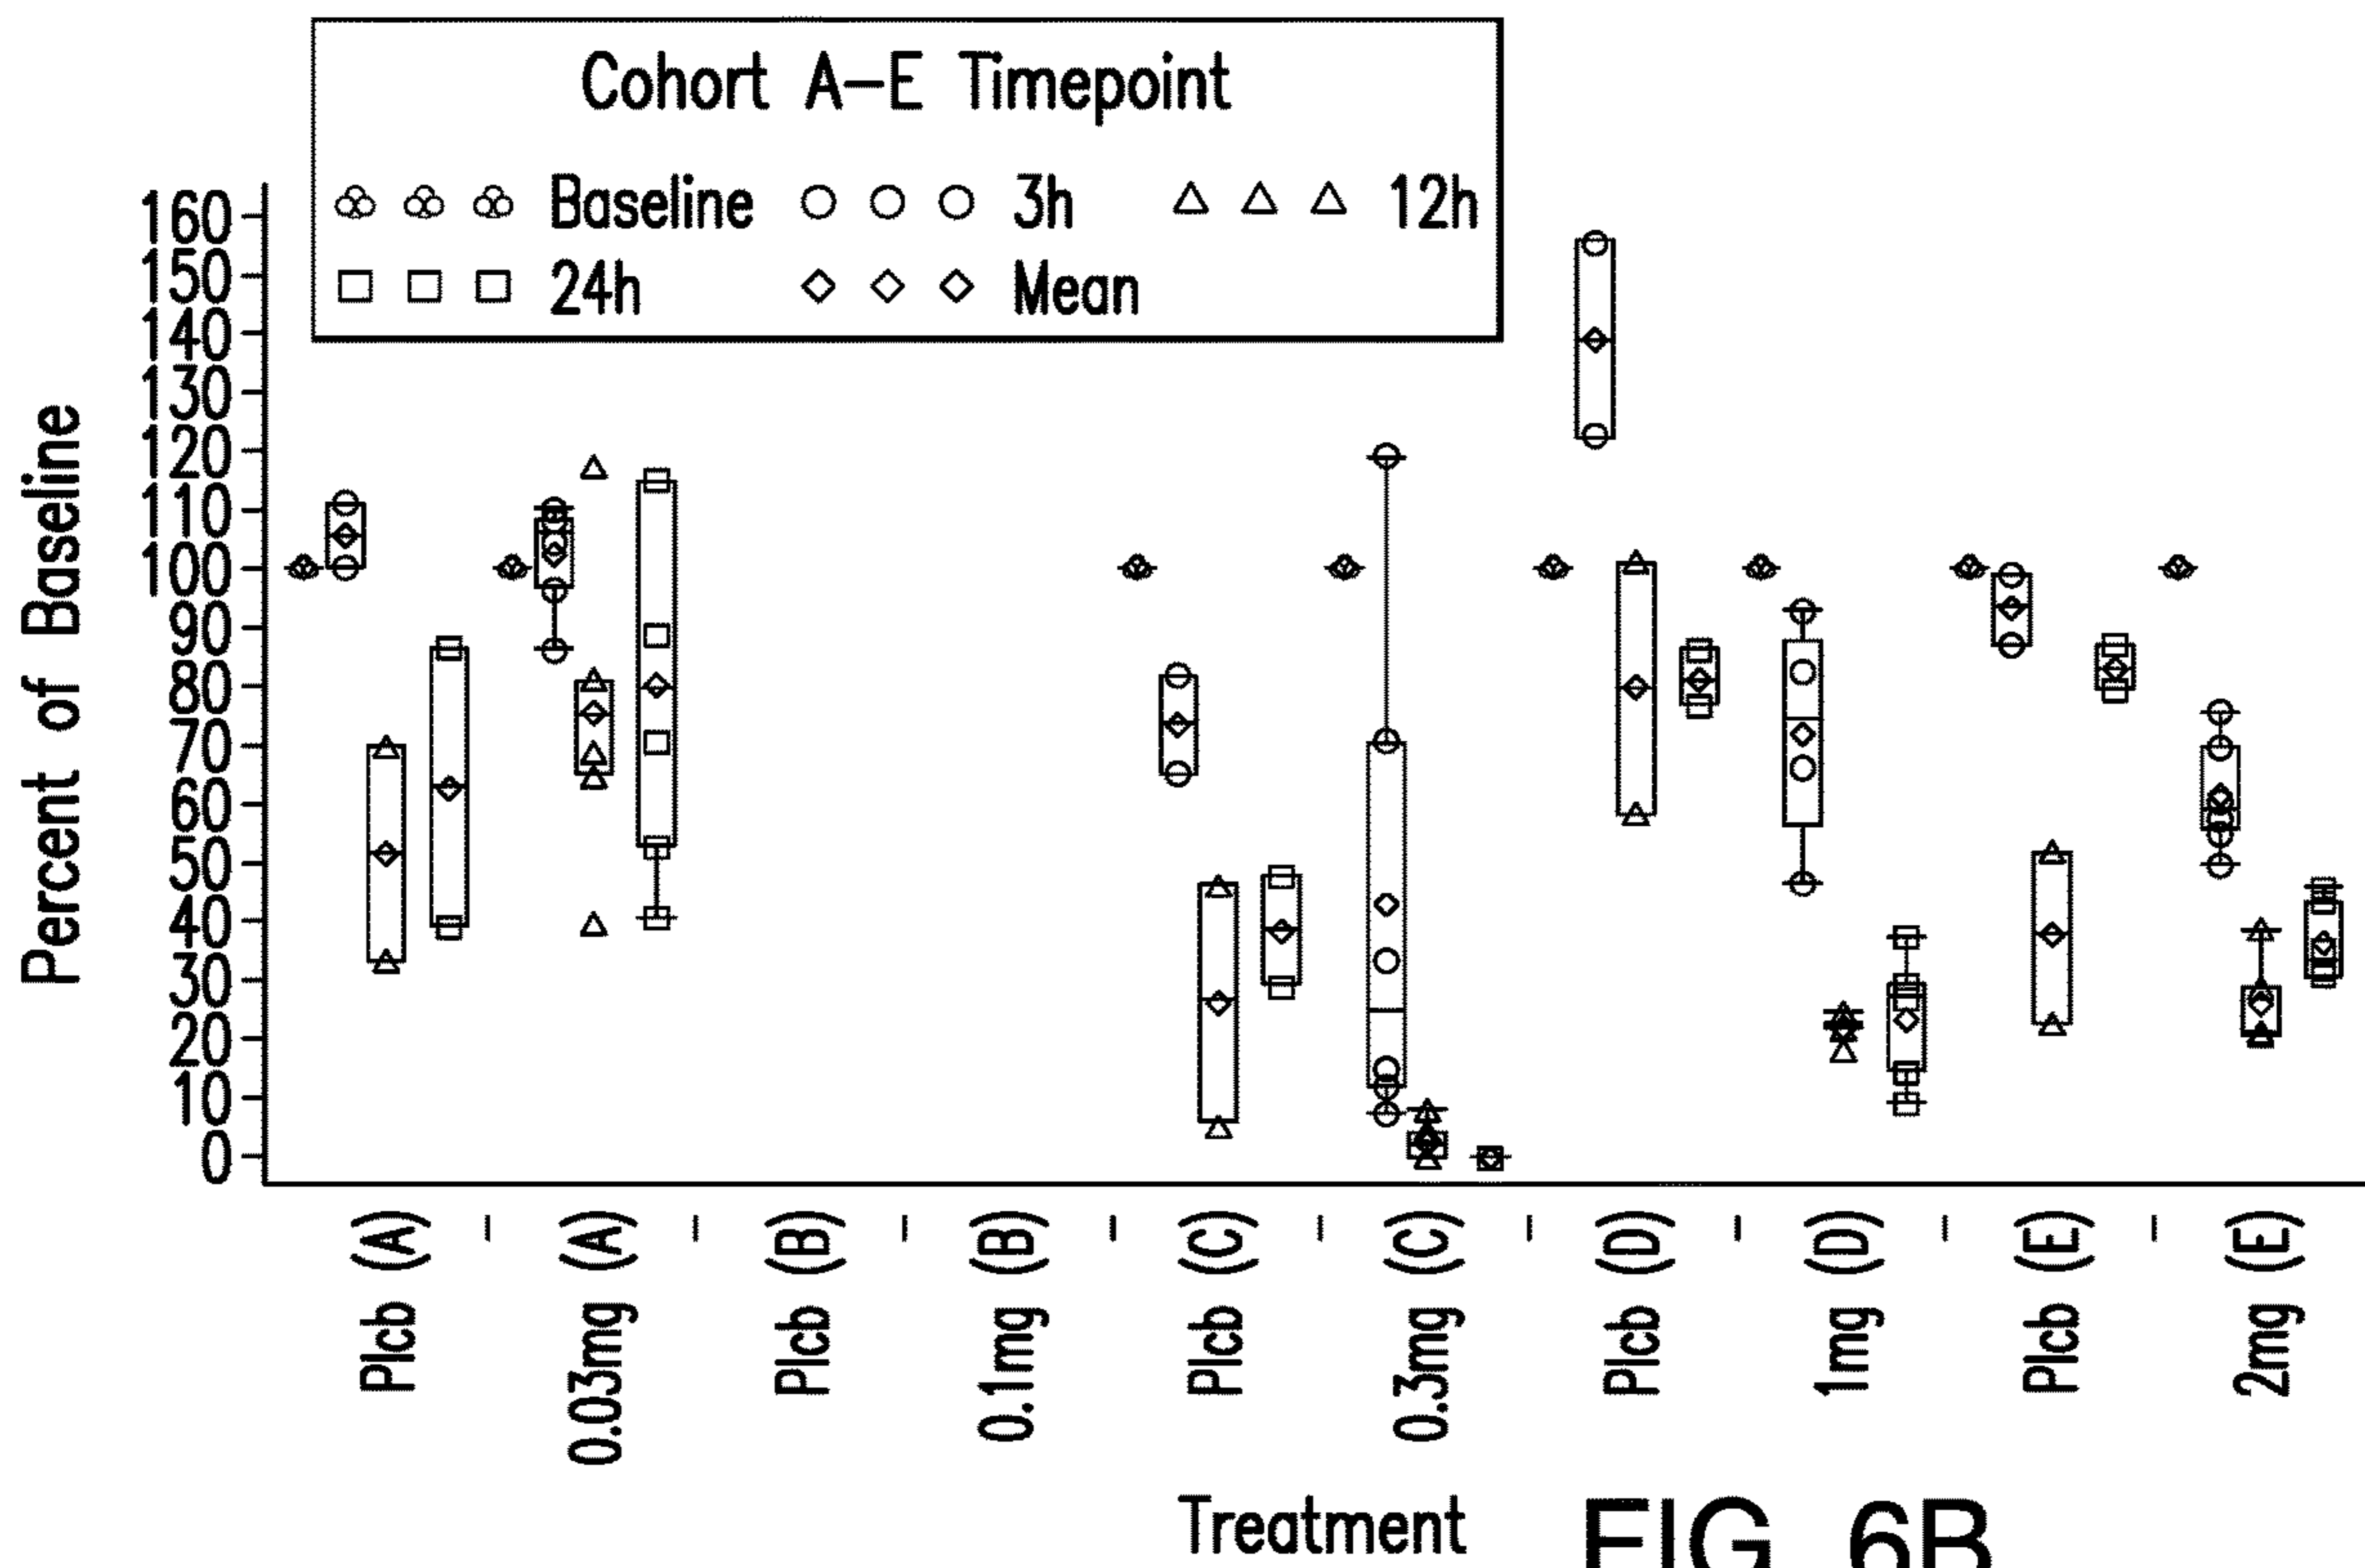 Cohort A-E Timepoint
Baseline 3h 12h
24h Mean
Percent of Baseline
160
150
140
130
120
110
100
90
80
70
60
50
40
30
20
10
0
Plcb (A)
0.03mg (A)
Plcb (B)
0.1mg (B)
Plcb (C)
0.3mg (C)
Plcb (D)
1mg (D)
Plcb (E)
2mg (E)
Treatment
FIG. 6B